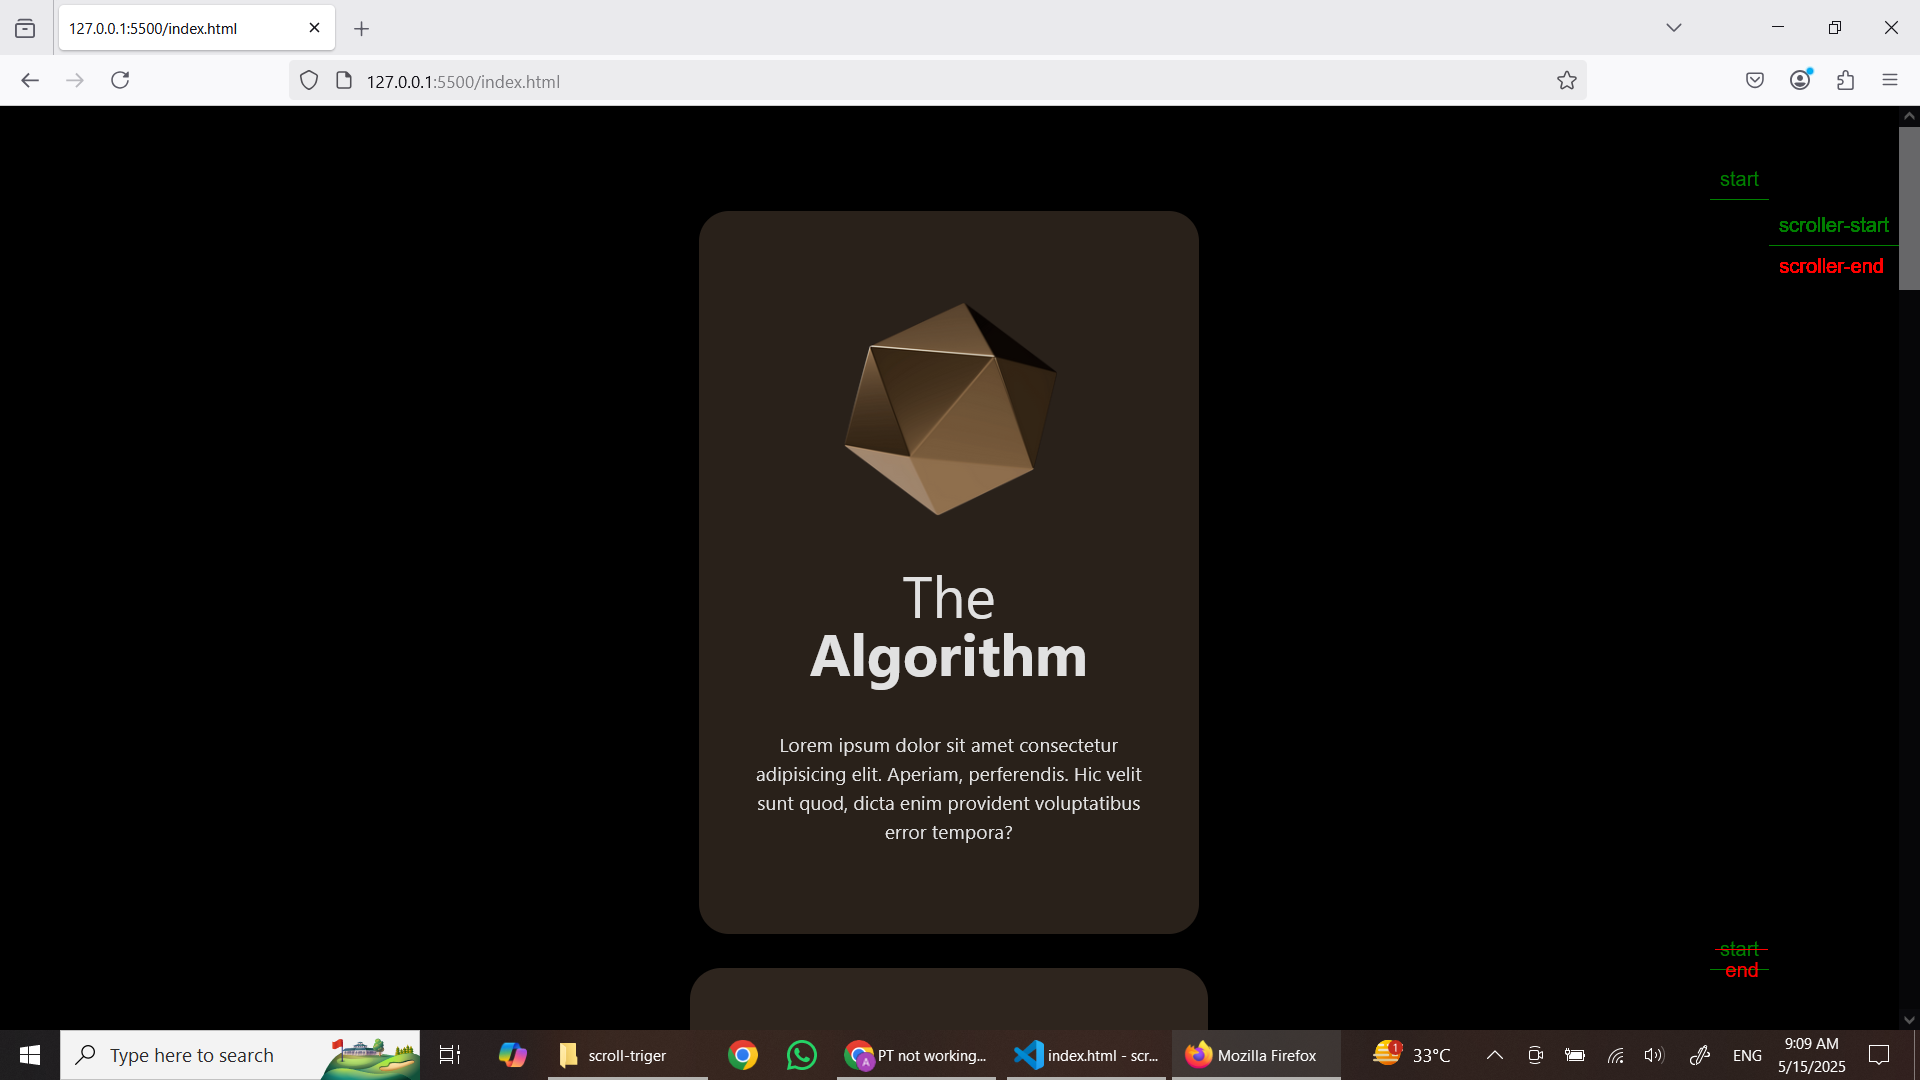 127.0.0.1:5500/index.html
127.0.0.1:5500/index.html
start
scroller-start
scroller-end
The
Algorithm
Lorem ipsum dolor sit amet consectetur
adipisicing elit. Aperiam, perferendis. Hic velit
sunt quod, dicta enim provident voluptatibus
error tempora?
start
end
Type here to search
scroll-triger
A
PT not working...
index.html - scr...
Mozilla Firefox
1
33°C
ENG
9:09 AM
5/15/2025